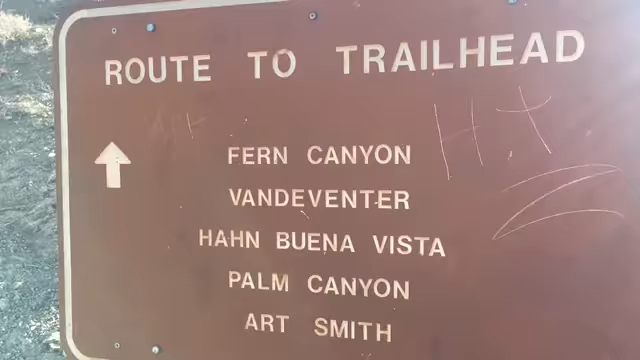 ROUTE TO TRAILHEAD
FERN CANYON
VANDEVENTER
HAHN BUENA VISTA
PALM CANYON
ART SMITH